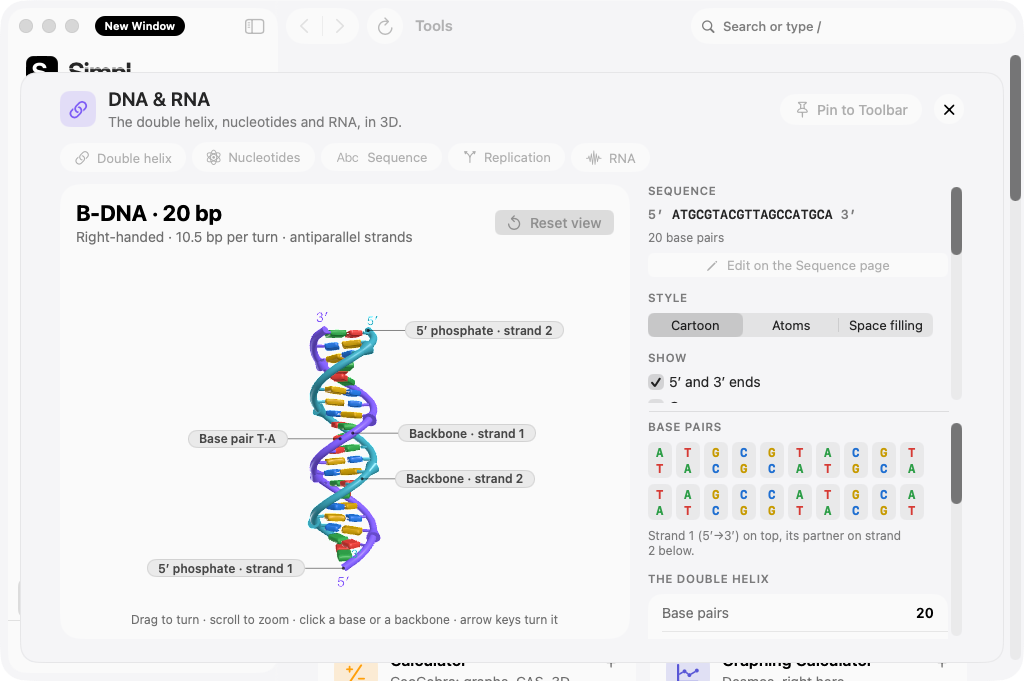 New Window
Tools
Search or type /
Simpl
DNA & RNA
The double helix, nucleotides and RNA, in 3D.
Pin to Toolbar
Double helix
Nucleotides
Abc Sequence
Replication
RNA
B-DNA · 20 bp
Right-handed · 10.5 bp per turn · antiparallel strands
Reset view
3′
5′
5′ phosphate · strand 2
Base pair T·A
Backbone · strand 1
Backbone · strand 2
5′ phosphate · strand 1
5′
Drag to turn · scroll to zoom · click a base or a backbone · arrow keys turn it
SEQUENCE
5′ ATGCGTACGTTAGCCATGCA 3′
20 base pairs
Edit on the Sequence page
STYLE
Cartoon
Atoms
Space filling
SHOW
5′ and 3′ ends
BASE PAIRS
A T G C G T A C G T
T A C G C A T G C A
T A G C C A T G C A
A T C G G T A C G T
Strand 1 (5′→3′) on top, its partner on strand
2 below.
THE DOUBLE HELIX
Base pairs
20
Calculator
GeoGebra: graphs, CAS, 3D
Graphing Calculator
Desmos, right here